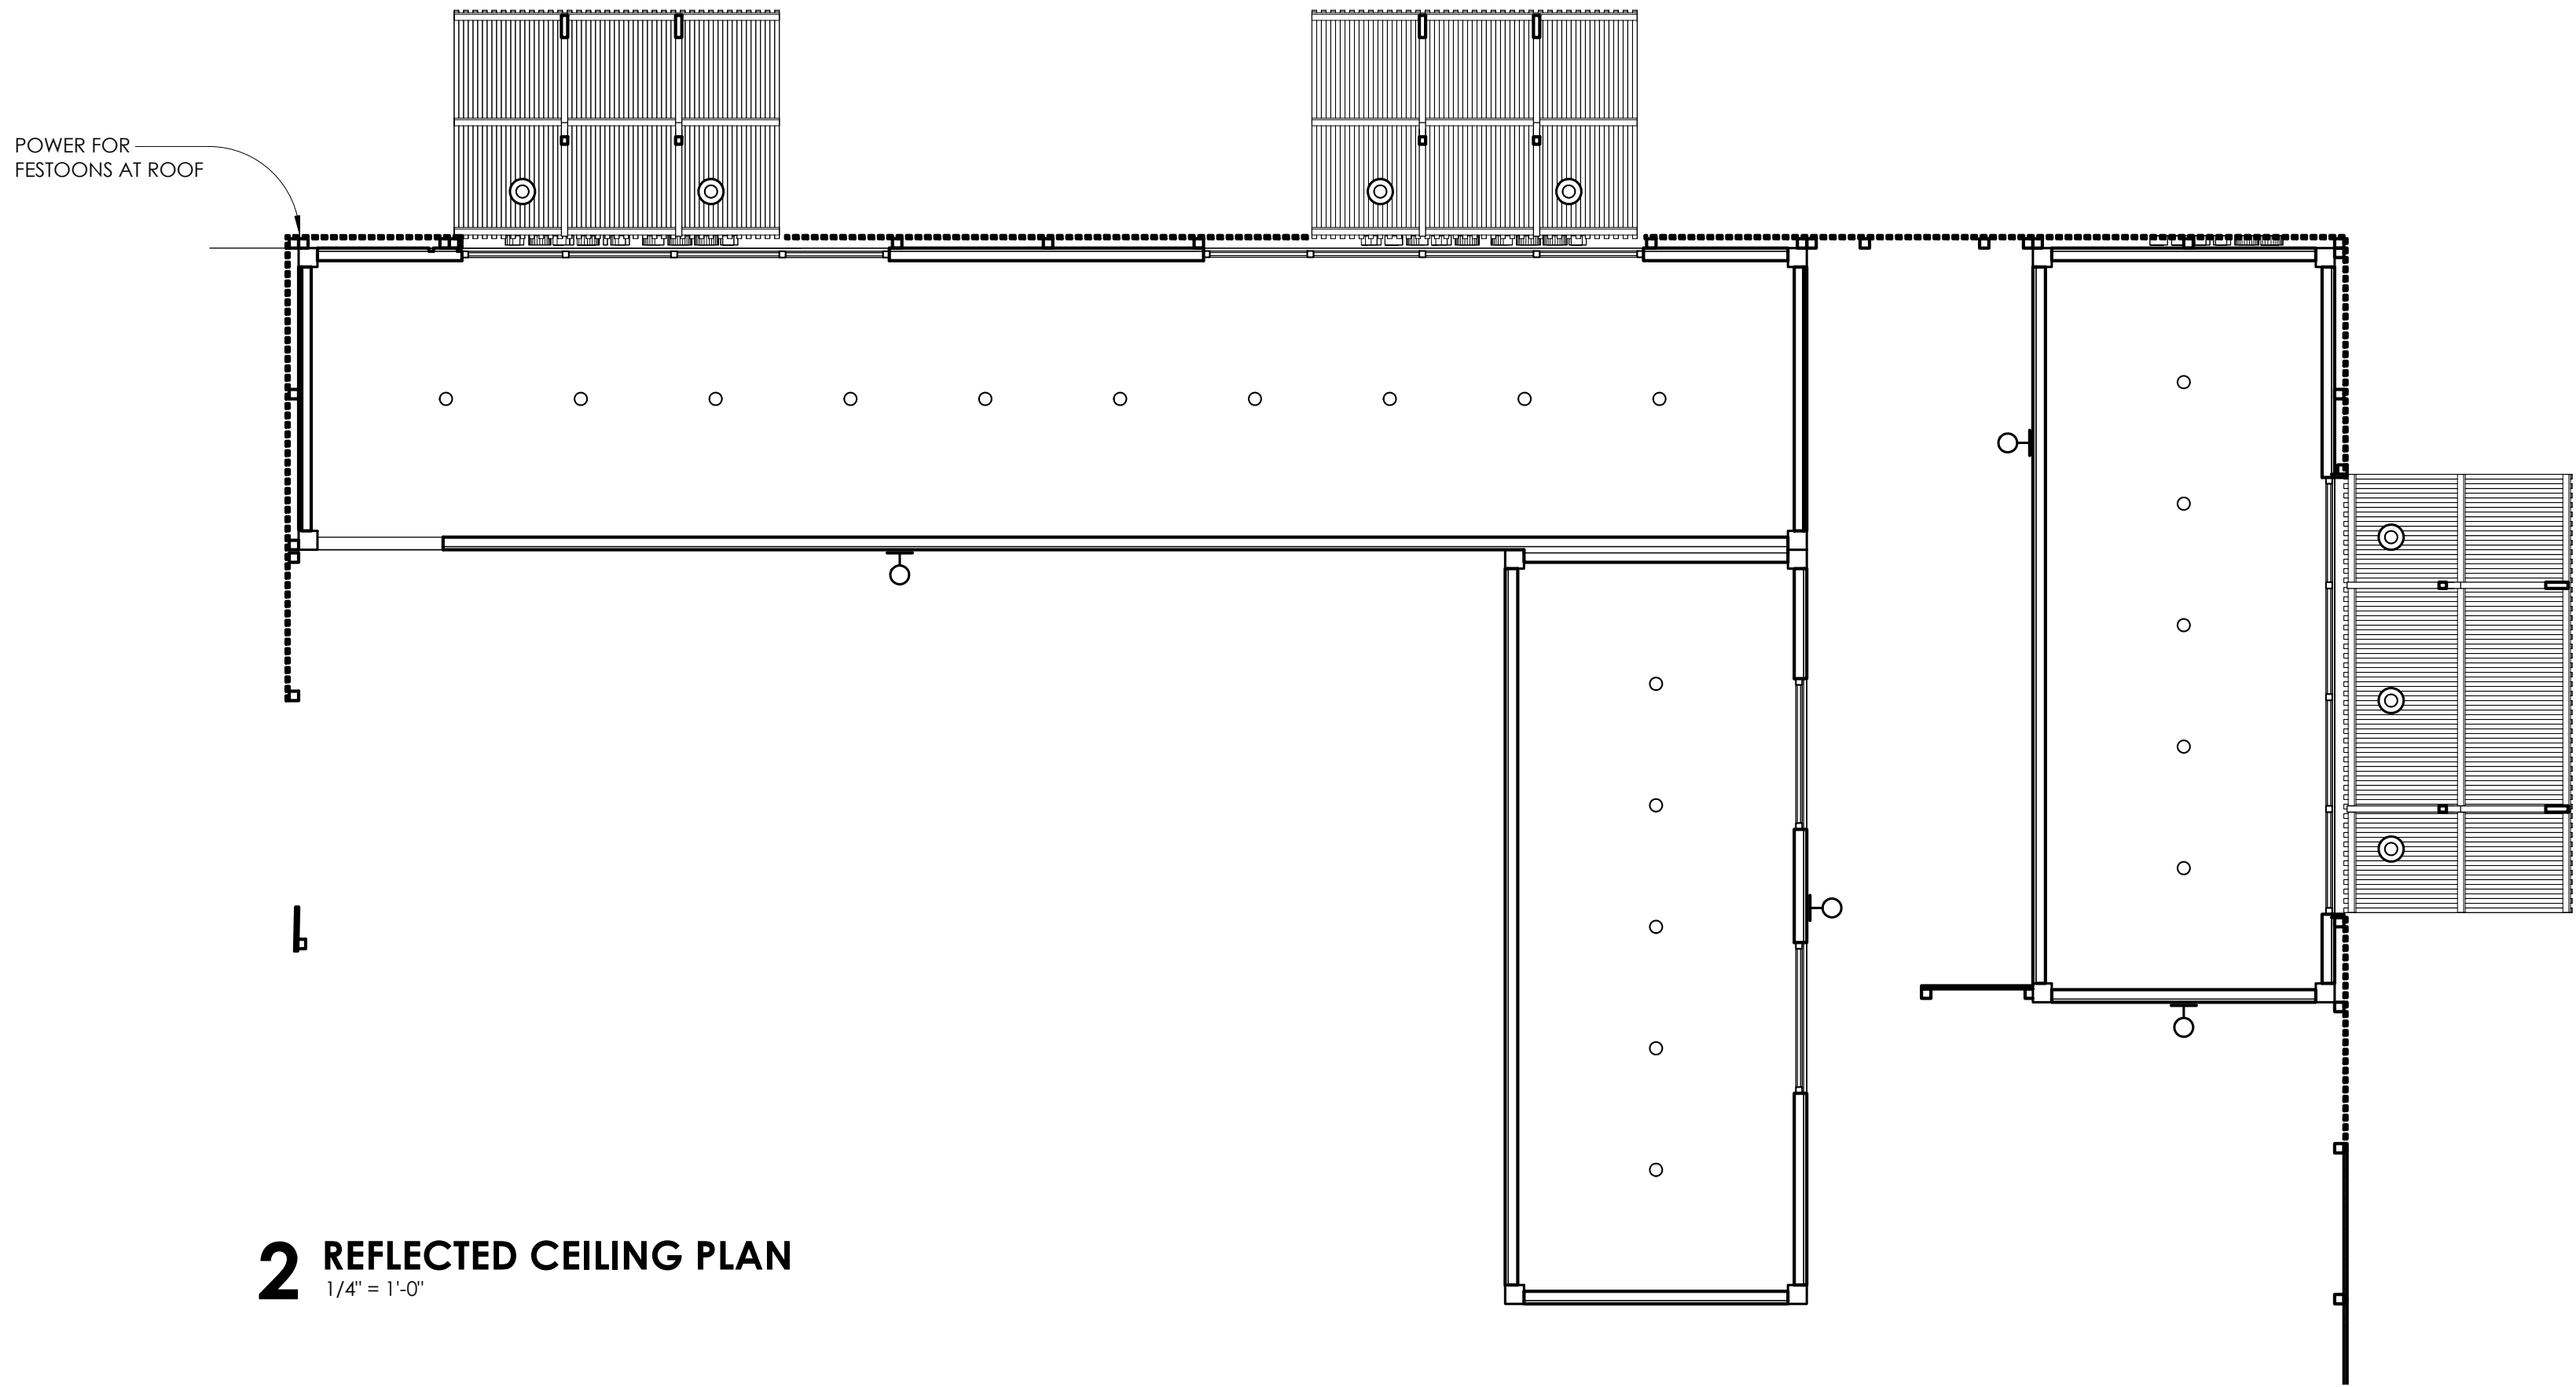 POWER FOR
FESTOONS AT ROOF
2 REFLECTED CEILING PLAN
1/4" = 1'-0"